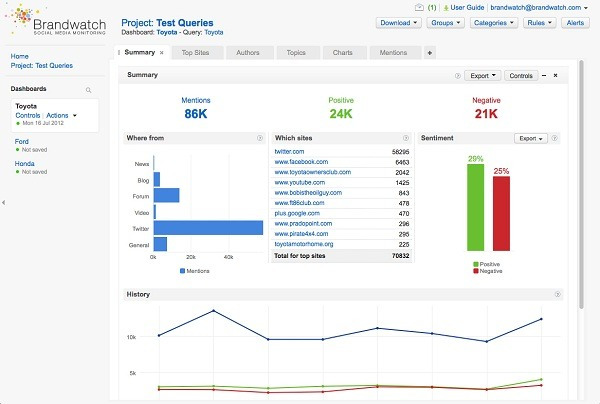 Brandwatch
SOCIAL MEDIA MONITORING
(1) User Guide | brandwatch@brandwatch.com
Project: Test Queries
Dashboard: Toyota - Query: Toyota
Download Groups Categories Rules Alerts
Home
Project: Test Queries
Dashboards
Toyota
Controls Actions
Mon 16 Jul 2012
Ford
Not saved
Honda
Not saved
Summary Top Sites Authors Topics Charts Mentions +
Summary Export Controls
Mentions Positive Negative
86K 24K 21K
Where from
News
Blog
Forum
Video
Twitter
General
0k 20k 40k
Mentions
Which sites
twitter.com 58295
www.facebook.com 6463
www.toyotaownersclub.com 2042
www.youtube.com 1425
www.bobistheoilguy.com 843
www.ft86club.com 478
plus.google.com 470
www.pradopoint.com 296
www.pirate4x4.com 295
toyotamotorhome.org 225
Total for top sites 70832
Sentiment Export
29%
25%
Positive
Negative
History
10k
5k